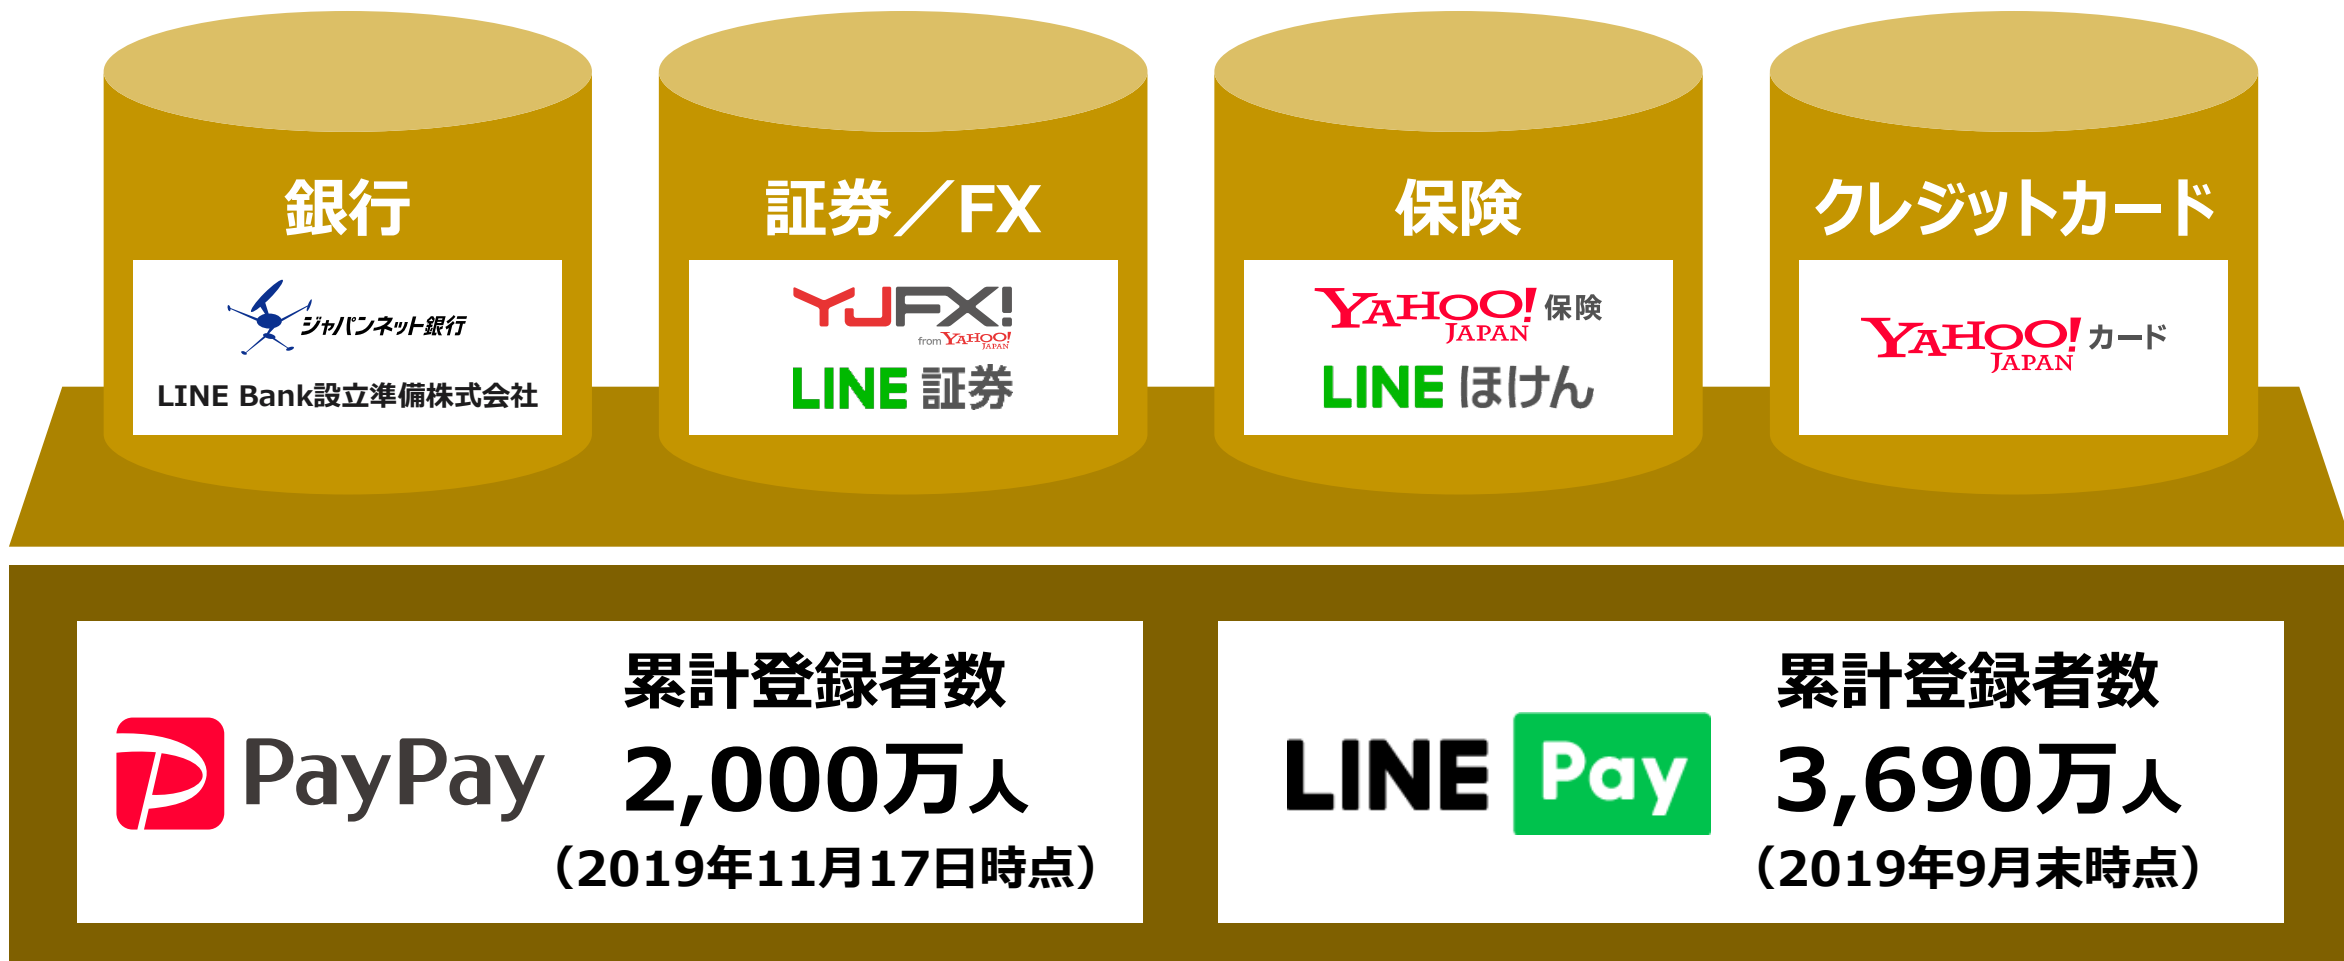 銀行
ジャパンネット銀行
LINE Bank設立準備株式会社
証券／FX
YJFX!
from YAHOO! JAPAN
LINE 証券
保険
YAHOO! JAPAN 保険
LINE ほけん
クレジットカード
YAHOO! JAPAN カード
PayPay
累計登録者数
2,000万人
（2019年11月17日時点）
LINE Pay
累計登録者数
3,690万人
（2019年9月末時点）